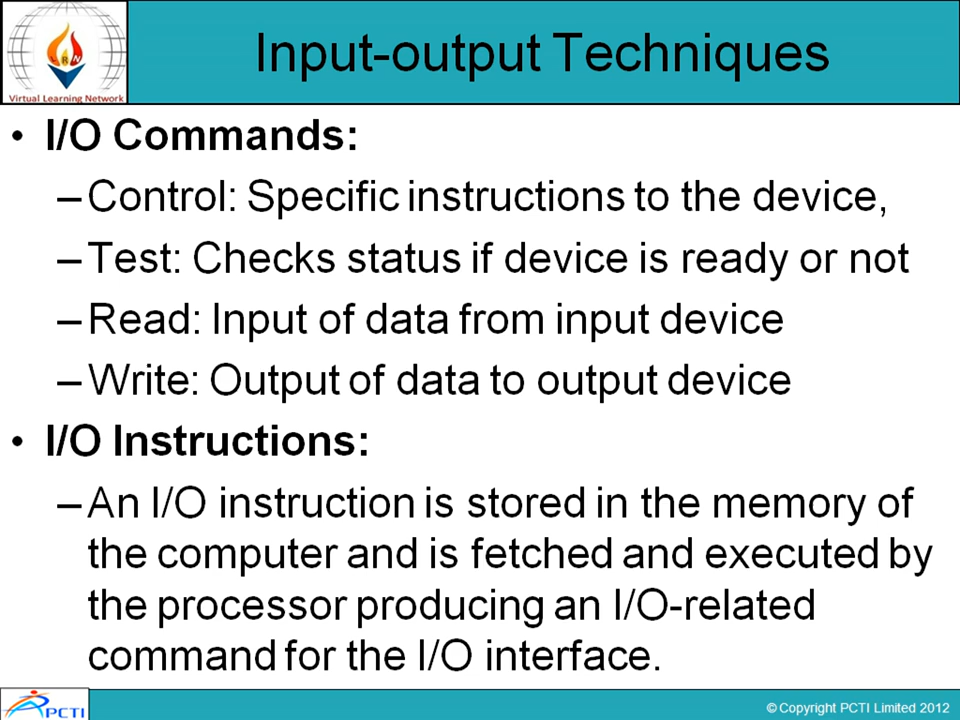 Input-output Techniques
RN
Virtual Learning Network
• I/O Commands:
– Control: Specific instructions to the device,
– Test: Checks status if device is ready or not
– Read: Input of data from input device
– Write: Output of data to output device
• I/O Instructions:
– An I/O instruction is stored in the memory of
the computer and is fetched and executed by
the processor producing an I/O-related
command for the I/O interface.
PCTI
© Copyright PCTI Limited 2012